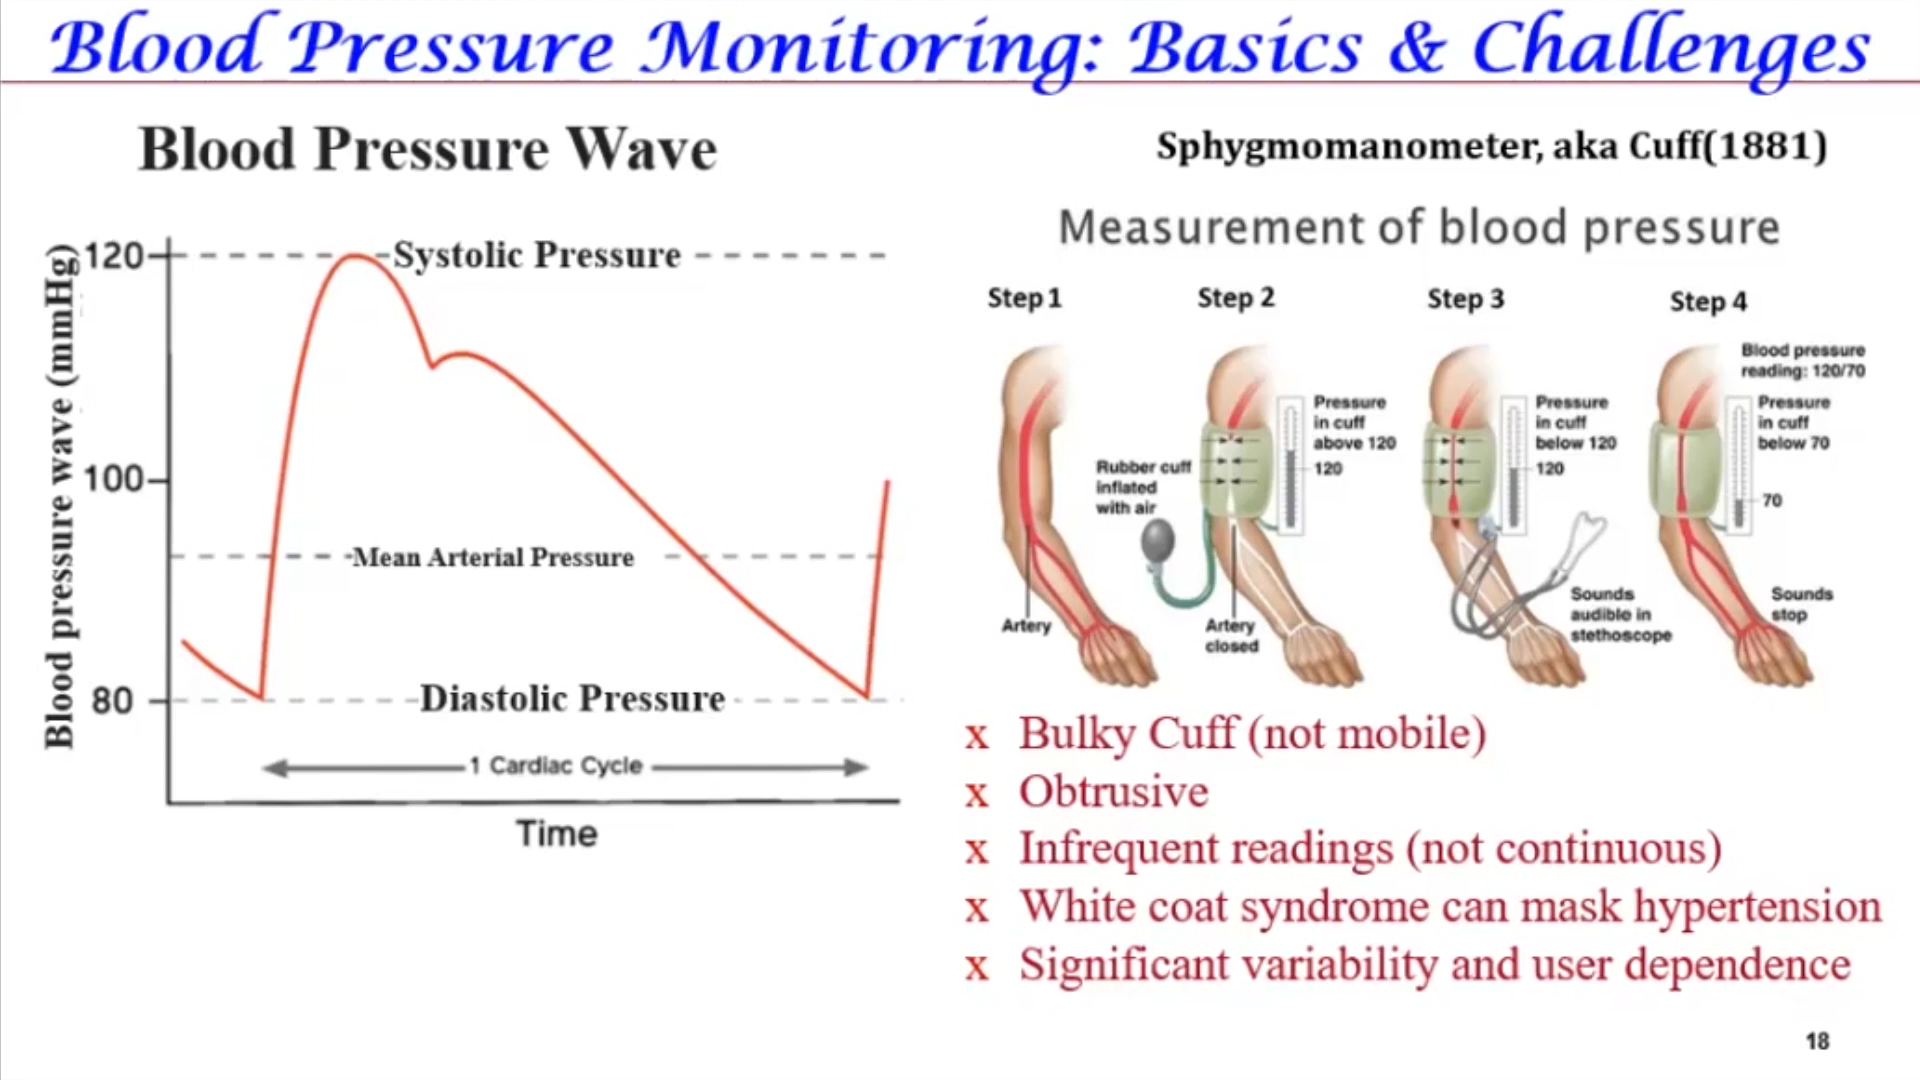 Blood Pressure Monitoring: Basics & Challenges
Blood Pressure Wave
Blood pressure wave (mmHg)
120
Systolic Pressure
100
Mean Arterial Pressure
80
Diastolic Pressure
1 Cardiac Cycle
Time
Sphygmomanometer, aka Cuff(1881)
Measurement of blood pressure
Step 1
Step 2
Step 3
Step 4
Artery
Rubber cuff
inflated
with air
Pressure
in cuff
above 120
120
Artery
closed
Pressure
in cuff
below 120
120
Sounds
audible in
stethoscope
Blood pressure
reading: 120/70
Pressure
in cuff
below 70
70
Sounds
stop
x Bulky Cuff (not mobile)
x Obtrusive
x Infrequent readings (not continuous)
x White coat syndrome can mask hypertension
x Significant variability and user dependence
18